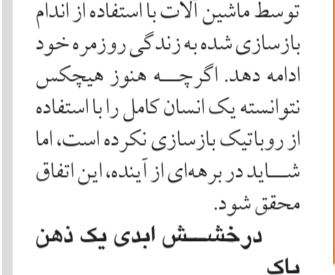 توسط ماشین آلات با استفاده از اندام
بازسازی شده به زندگی روزمره خود
ادامه دهد. اگرچه هنوز هیچکس
نتوانسته یک انسان کامل را با استفاده
از روباتیک بازسازی نکرده است، اما
شاید در برهه‌ای از آینده، این اتفاق
محقق شود.
درخشش ابدی یک ذهن
پاک